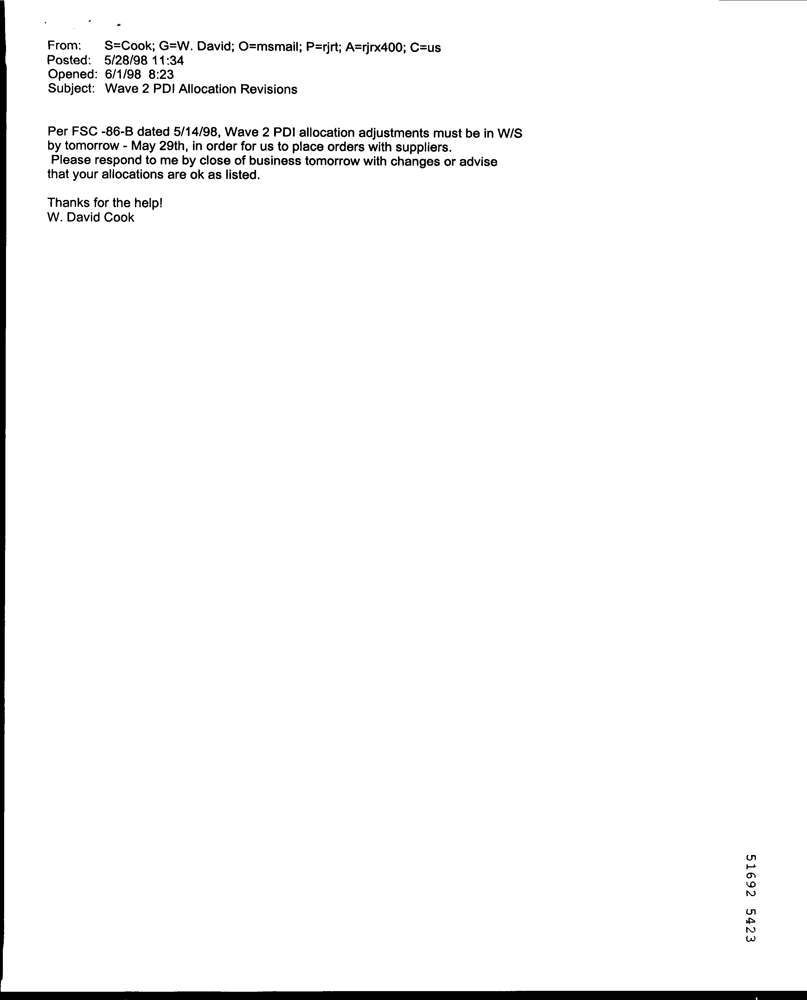 From: S=Cook; G=W. David; O=msmail; P=rjrt; A=rjrx400; C=us
Posted: 5/28/98 11:34
Opened: 6/1/98 8:23
Subject: Wave 2 PDI Allocation Revisions
Per FSC -86-B dated 5/14/98, Wave 2 PDI allocation adjustments must be in W/S
by tomorrow - May 29th, in order for us to place orders with suppliers.
Please respond to me by close of business tomorrow with changes or advise
that your allocations are ok as listed.
Thanks for the help!
W. David Cook
51692 5423